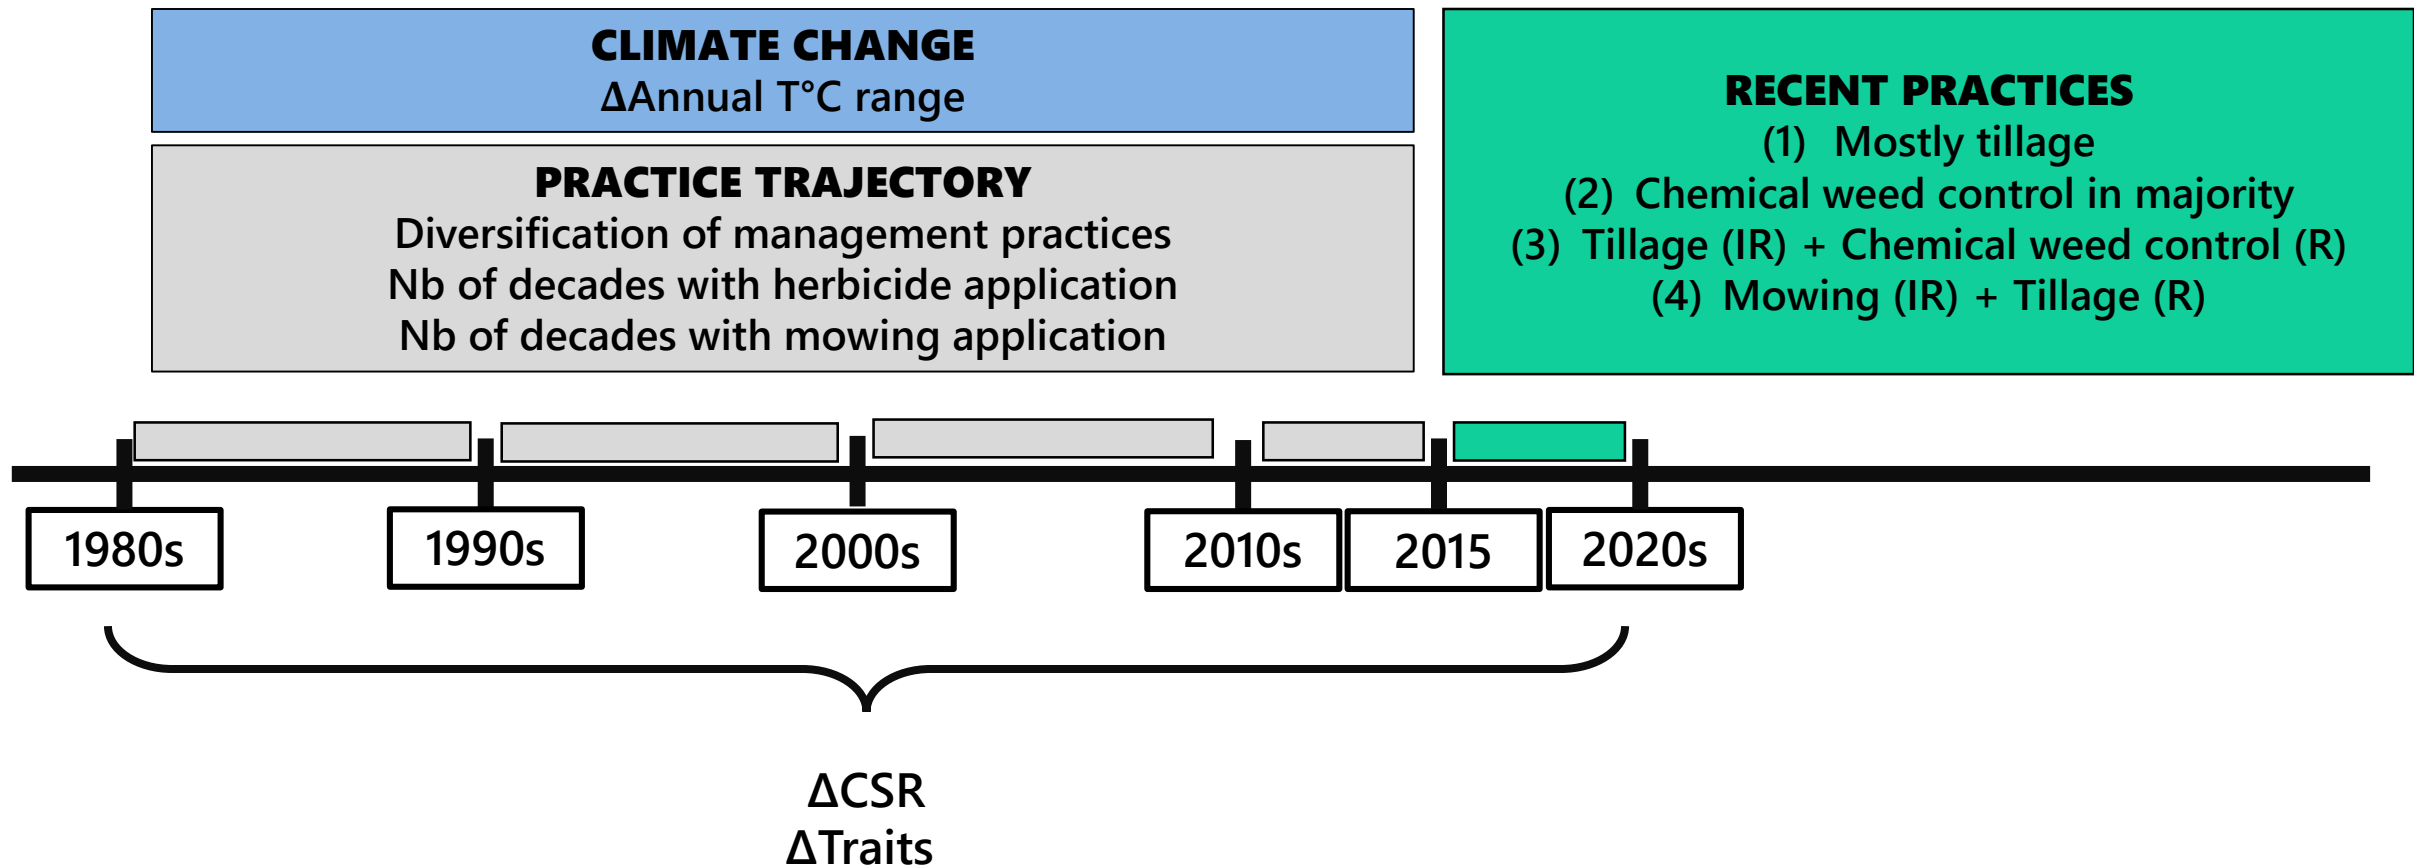 CLIMATE CHANGE
ΔAnnual T°C range
PRACTICE TRAJECTORY
Diversification of management practices
Nb of decades with herbicide application
Nb of decades with mowing application
RECENT PRACTICES
(1) Mostly tillage
(2) Chemical weed control in majority
(3) Tillage (IR) + Chemical weed control (R)
(4) Mowing (IR) + Tillage (R)
1980s
1990s
2000s
2010s
2015
2020s
ΔCSR
ΔTraits